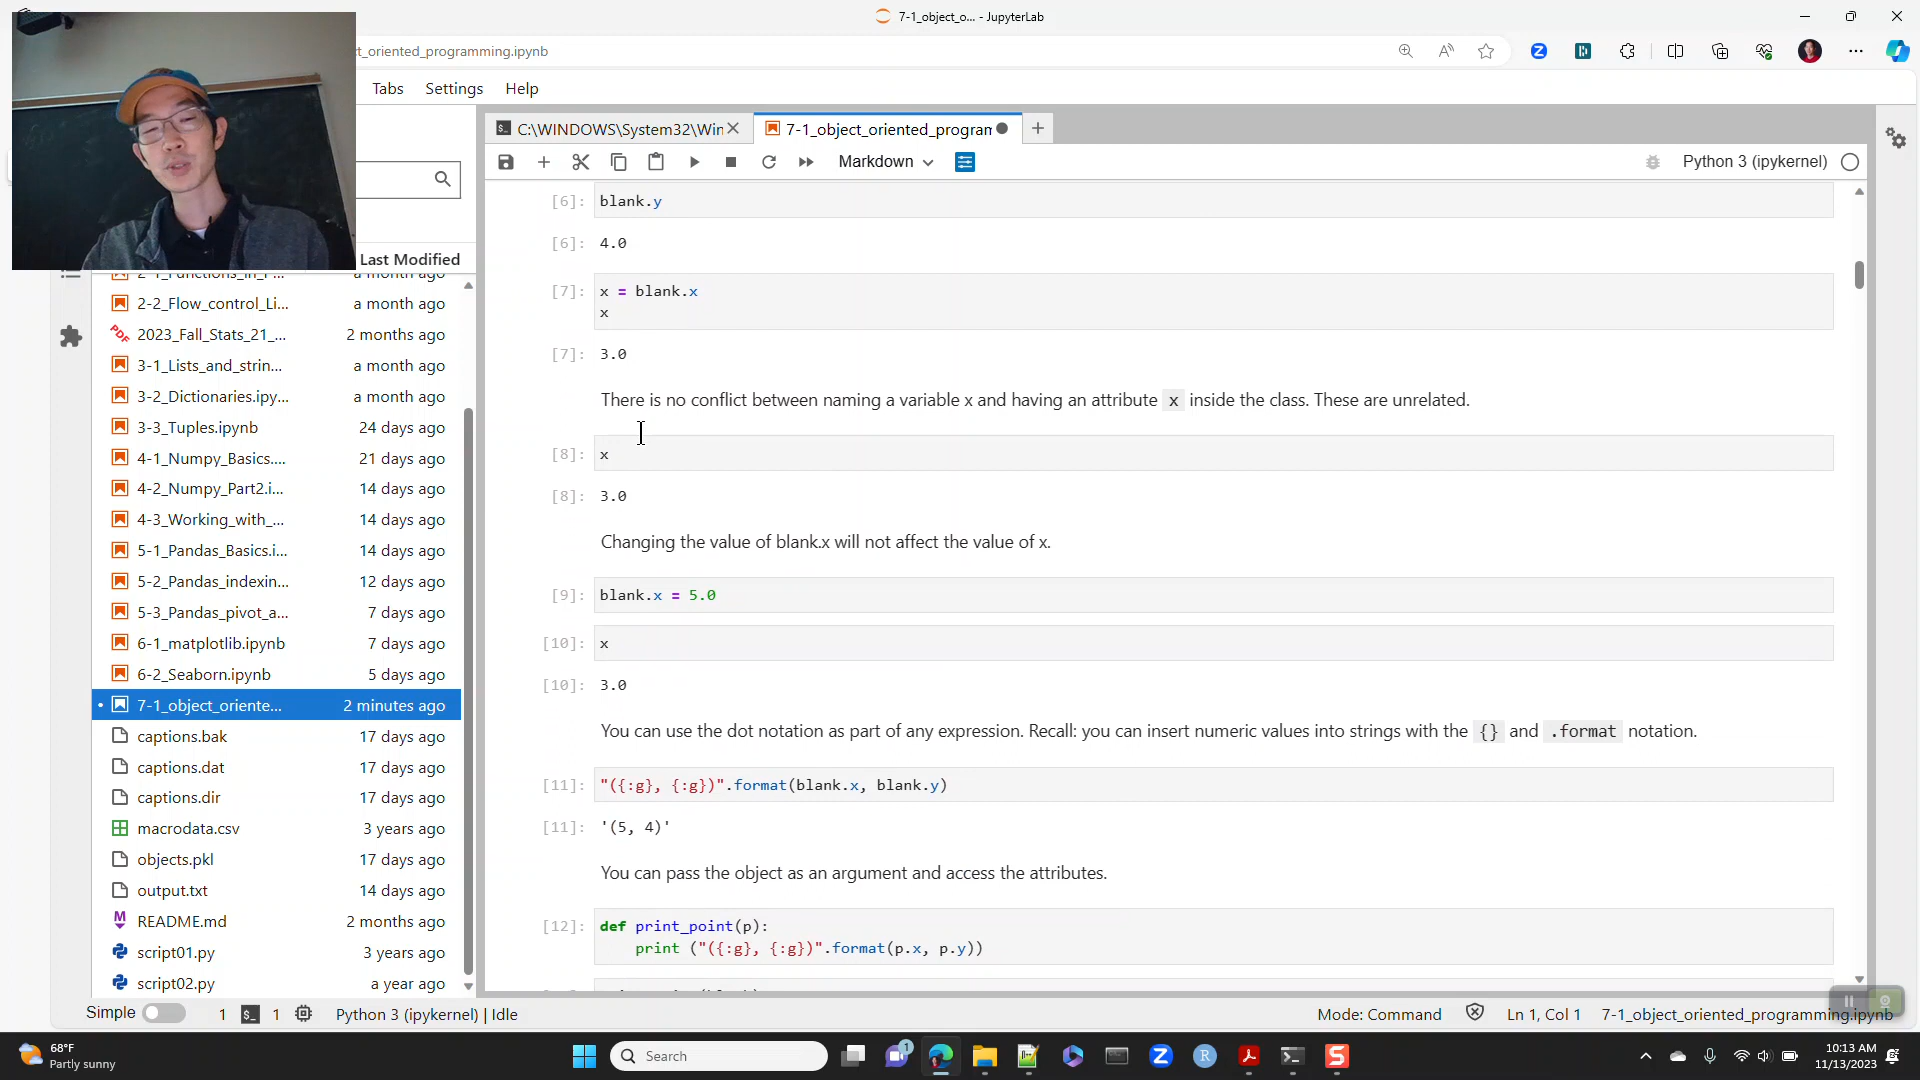 7-1_object_o... - JupyterLab
t_oriented_programming.ipynb
Tabs
Settings
Help
C:\WINDOWS\System32\Win
7-1_object_oriented_progran
Markdown
Python 3 (ipykernel)
Last Modified
2-2_Flow_control_Li... a month ago
2023_Fall_Stats_21_... 2 months ago
3-1_Lists_and_strin... a month ago
3-2_Dictionaries.ipy... a month ago
3-3_Tuples.ipynb 24 days ago
4-1_Numpy_Basics.... 21 days ago
4-2_Numpy_Part2.i... 14 days ago
4-3_Working_with_... 14 days ago
5-1_Pandas_Basics.i... 14 days ago
5-2_Pandas_indexin... 12 days ago
5-3_Pandas_pivot_a... 7 days ago
6-1_matplotlib.ipynb 7 days ago
6-2_Seaborn.ipynb 5 days ago
7-1_object_oriente... 2 minutes ago
captions.bak 17 days ago
captions.dat 17 days ago
captions.dir 17 days ago
macrodata.csv 3 years ago
objects.pkl 17 days ago
output.txt 14 days ago
README.md 2 months ago
script01.py 3 years ago
script02.py a year ago
[6]: blank.y
[6]: 4.0
[7]: x = blank.x
x
[7]: 3.0
There is no conflict between naming a variable x and having an attribute x inside the class. These are unrelated.
[8]: x
[8]: 3.0
Changing the value of blank.x will not affect the value of x.
[9]: blank.x = 5.0
[10]: x
[10]: 3.0
You can use the dot notation as part of any expression. Recall: you can insert numeric values into strings with the {} and .format notation.
[11]: "({:g}, {:g})".format(blank.x, blank.y)
[11]: '(5, 4)'
You can pass the object as an argument and access the attributes.
[12]: def print_point(p):
print ("({:g}, {:g})".format(p.x, p.y))
Simple 1 1 Python 3 (ipykernel) | Idle
Mode: Command Ln 1, Col 1 7-1_object_oriented_programming.ipynb
68°F
Partly sunny
Search
10:13 AM
11/13/2023